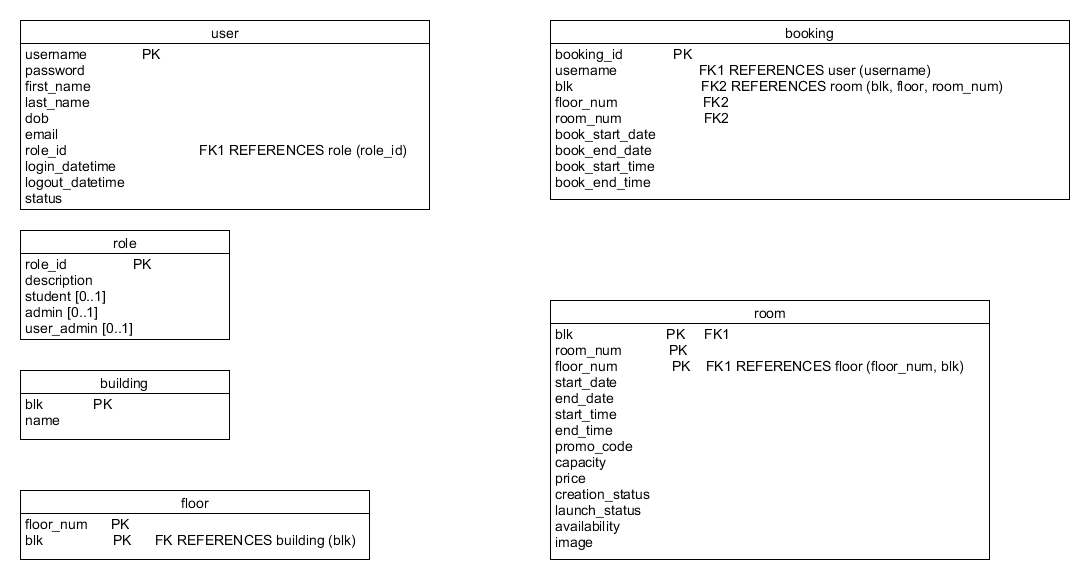 user
username PK
password
first_name
last_name
dob
email
role_id FK1 REFERENCES role (role_id)
login_datetime
logout_datetime
status
role
role_id PK
description
student [0..1]
admin [0..1]
user_admin [0..1]
building
blk PK
name
floor
floor_num PK
blk PK FK REFERENCES building (blk)
booking
booking_id PK
username FK1 REFERENCES user (username)
blk FK2 REFERENCES room (blk, floor, room_num)
floor_num FK2
room_num FK2
book_start_date
book_end_date
book_start_time
book_end_time
room
blk PK FK1
room_num PK
floor_num PK FK1 REFERENCES floor (floor_num, blk)
start_date
end_date
start_time
end_time
promo_code
capacity
price
creation_status
launch_status
availability
image